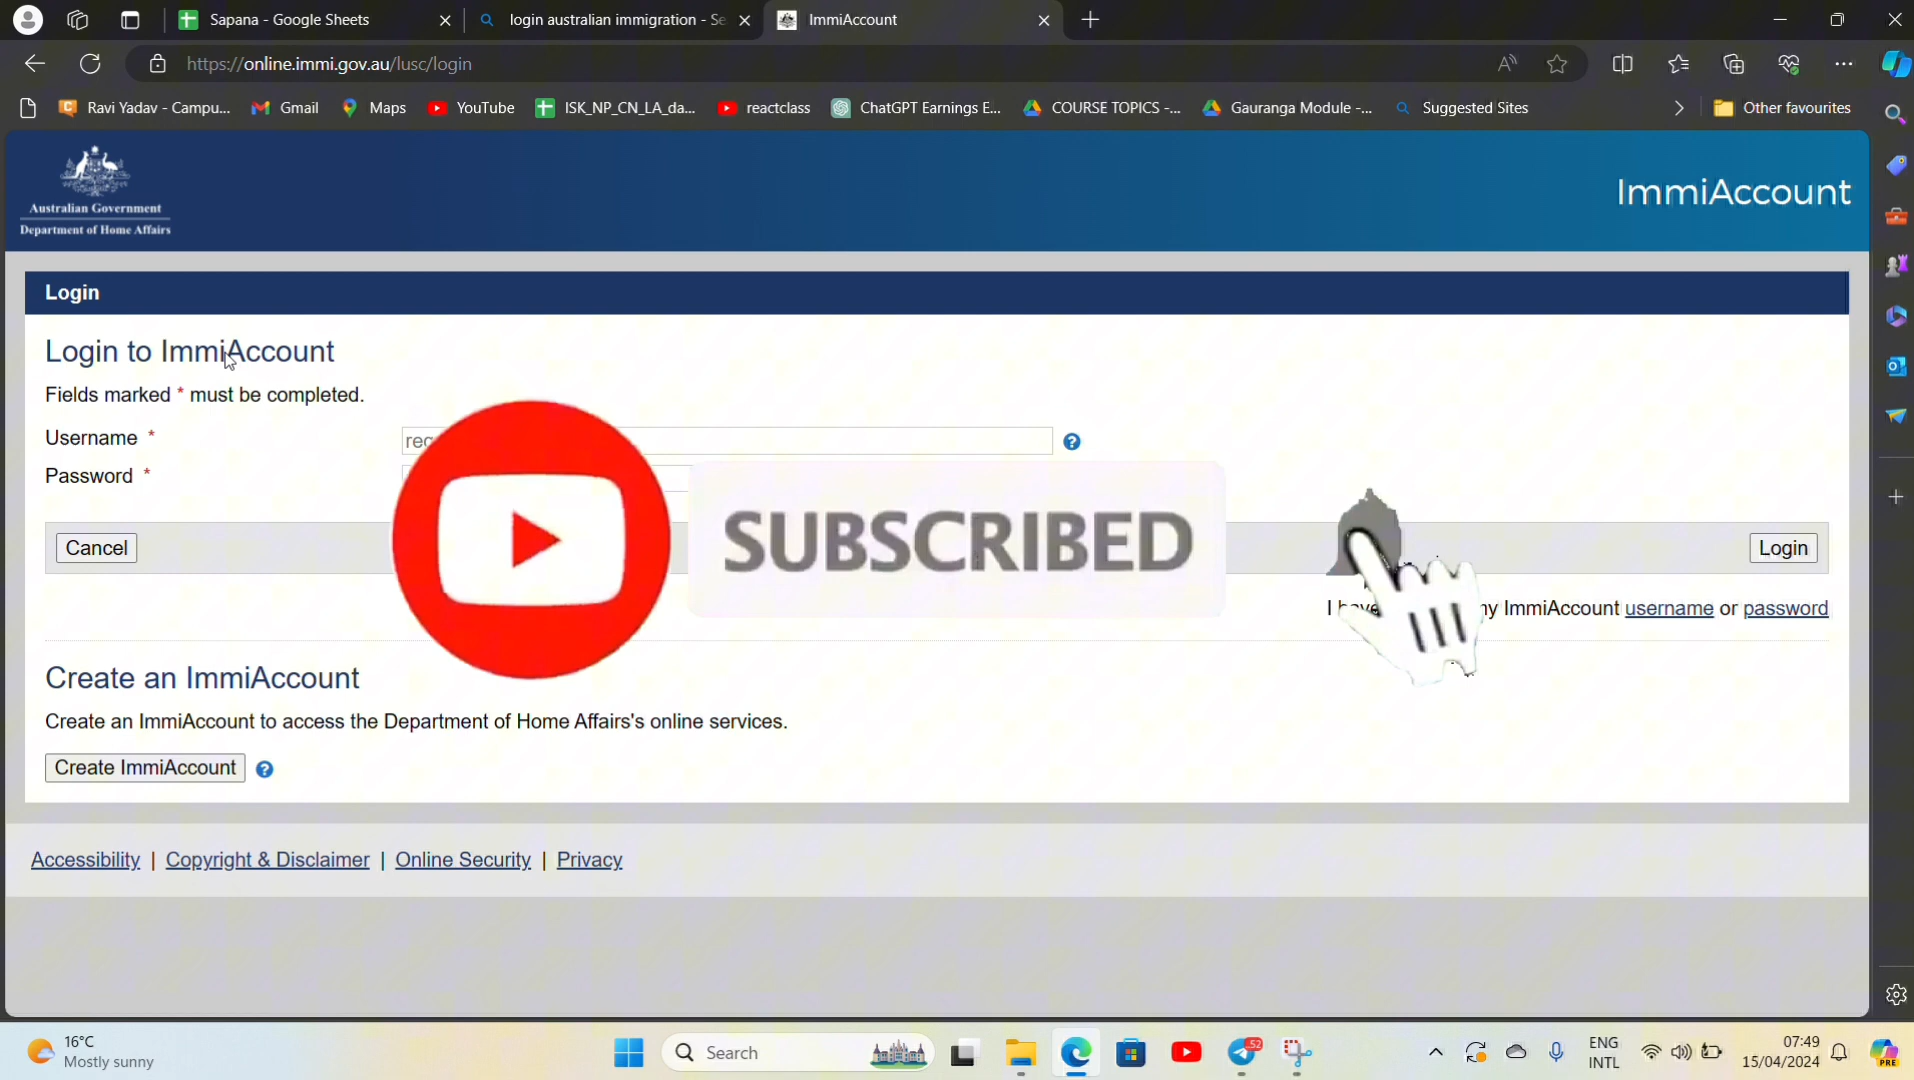 Sapana - Google Sheets
login australian immigration - Se
ImmiAccount
https://online.immi.gov.au/lusc/login
Ravi Yadav - Campu...
Gmail
Maps
YouTube
ISK_NP_CN_LA_da...
reactclass
ChatGPT Earnings E...
COURSE TOPICS -...
Gauranga Module -...
Suggested Sites
Other favourites
Australian Government
Department of Home Affairs
ImmiAccount
Login
Login to ImmiAccount
Fields marked * must be completed.
Username *
Password *
SUBSCRIBED
Cancel
Login
I have my ImmiAccount username or password
Create an ImmiAccount
Create an ImmiAccount to access the Department of Home Affairs's online services.
Create ImmiAccount
Accessibility | Copyright & Disclaimer | Online Security | Privacy
16°C
Mostly sunny
Search
52
ENG
INTL
07:49
15/04/2024
PRE